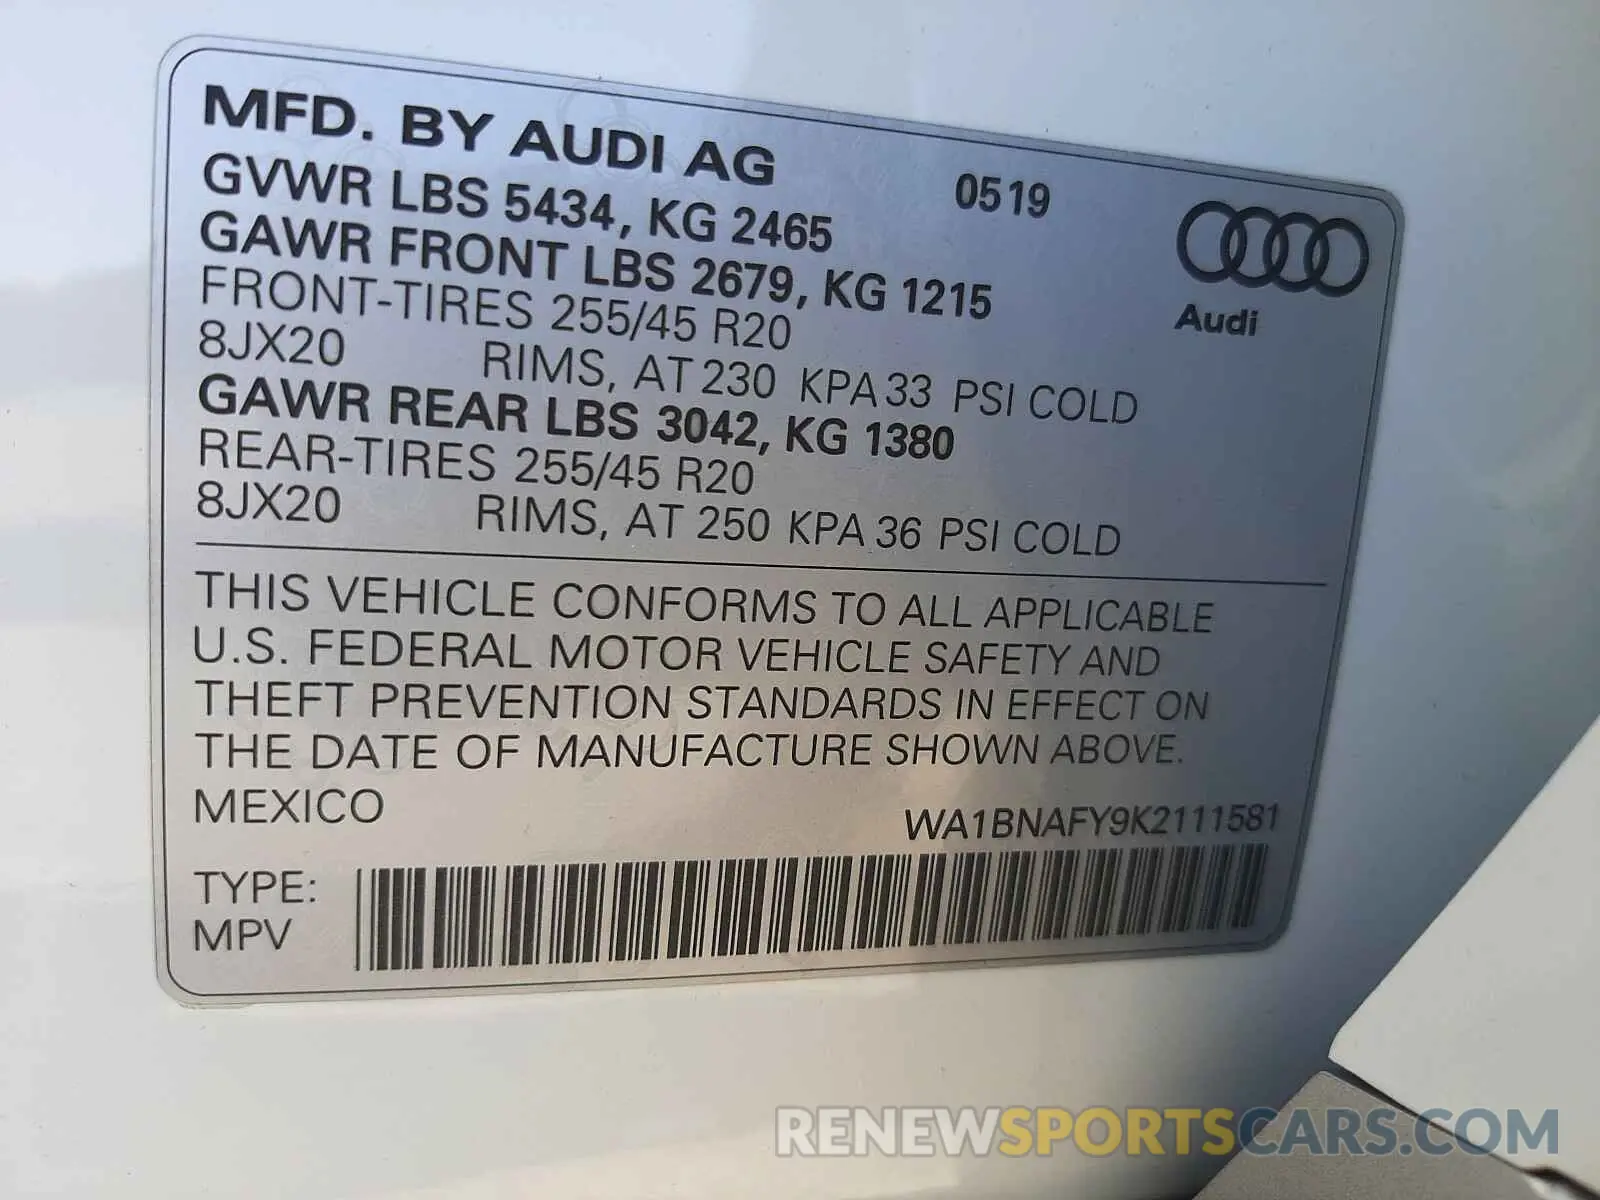 MFD. BY AUDI AG
0519
GVWR LBS 5434, KG 2465
GAWR FRONT LBS 2679, KG 1215
FRONT-TIRES 255/45 R20
8JX20 RIMS, AT 230 KPA 33 PSI COLD
Audi
GAWR REAR LBS 3042, KG 1380
REAR-TIRES 255/45 R20
8JX20 RIMS, AT 250 KPA 36 PSI COLD
THIS VEHICLE CONFORMS TO ALL APPLICABLE
U.S. FEDERAL MOTOR VEHICLE SAFETY AND
THEFT PREVENTION STANDARDS IN EFFECT ON
THE DATE OF MANUFACTURE SHOWN ABOVE.
MEXICO
WA1BNAFY9K2111581
TYPE:
MPV
RENEWSPORTSCARS.COM